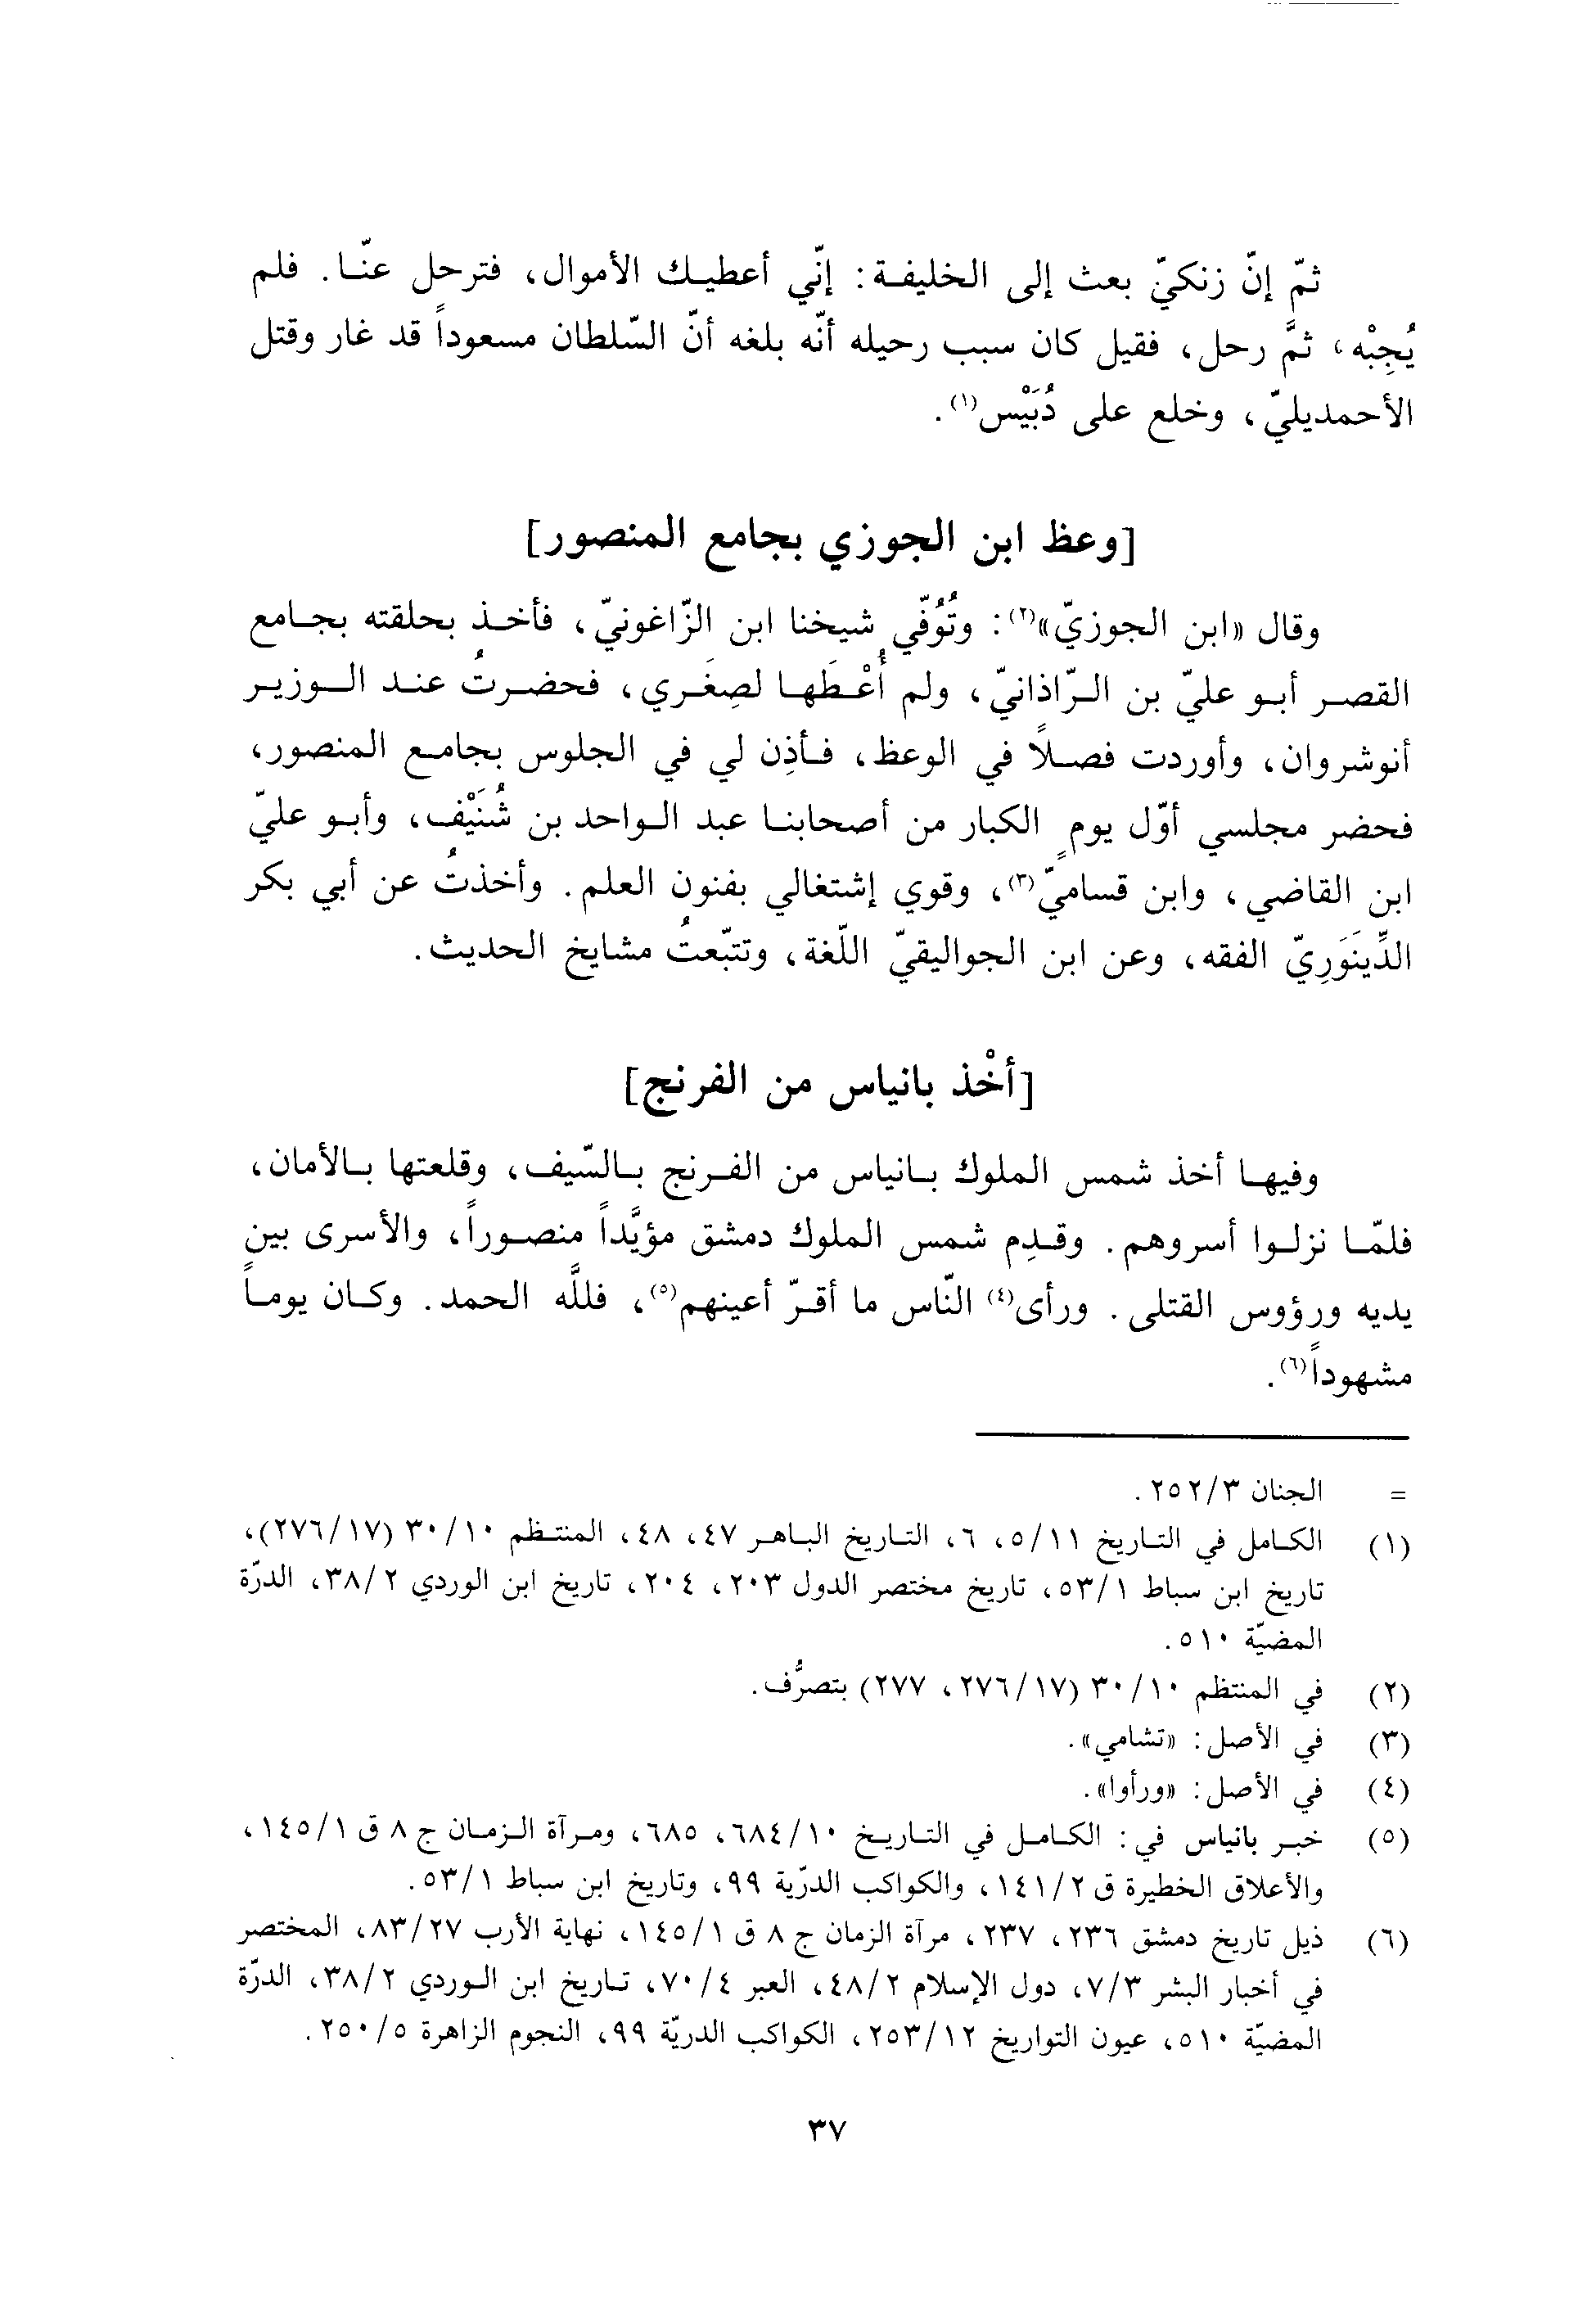 ثمّ إنّ زنكيّ بعث إلى الخليفة: إنّي أعطيك الأموال، فترحل عنّا. فلم
يُجِبْه، ثمَّ رحل، فقيل كان سبب رحيله أنّه بلغه أنّ السّلطان مسعوداً قد غار وقتل
الأحمديليّ، وخلع على دُبَيْس(١).
[وعظ ابن الجوزي بجامع المنصور]
وقال «ابن الجوزيّ»(٢): وتُوُفّي شيخنا ابن الزّاغونيّ، فأخذ بحلقته بجامع
القصر أبو عليّ بن الرّاذانيّ، ولم أُعْطَها لصِغَري، فحضرتُ عند الوزير
أنوشروان، وأوردت فصلاً في الوعظ، فأذِن لي في الجلوس بجامع المنصور،
فحضر مجلسي أوّل يومٍ الكبار من أصحابنا عبد الواحد بن شُنَيْف، وأبو عليّ
ابن القاضي، وابن قساميّ(٣)، وقوي إشتغالي بفنون العلم. وأخذتُ عن أبي بكر
الدِّينَوَرِيّ الفقه، وعن ابن الجواليقيّ اللّغة، وتتبّعتُ مشايخ الحديث.
[أخْذ بانياس من الفرنج]
وفيها أخذ شمس الملوك بانياس من الفرنج بالسّيف، وقلعتها بالأمان،
فلمّا نزلوا أسروهم. وقدِم شمس الملوك دمشق مؤيَّداً منصوراً، والأسرى بين
يديه ورؤوس القتلى. ورأى(٤) النّاس ما أقرّ أعينهم(٥)، فللَّه الحمد. وكان يوماً
مشهوداً(٦).
= الجنان ٢٥٢/٣.
(١) الكامل في التاريخ ٥/١١، ٦، التاريخ الباهر ٤٧، ٤٨، المنتظم ٣٠/١٠ (٢٧٦/١٧)،
تاريخ ابن سباط ٥٣/١، تاريخ مختصر الدول ٢٠٣، ٢٠٤، تاريخ ابن الوردي ٣٨/٢، الدرّة
المضيّة ٥١٠.
(٢) في المنتظم ٣٠/١٠ (٢٧٦/١٧، ٢٧٧) بتصرُّف.
(٣) في الأصل: «تشامي».
(٤) في الأصل: «ورأوا».
(٥) خبر بانياس في: الكامل في التاريخ ٦٨٤/١٠، ٦٨٥، ومرآة الزمان ج ٨ ق ١٤٥/١،
والأعلاق الخطيرة ق ١٤١/٢، والكواكب الدرّية ٩٩، وتاريخ ابن سباط ٥٣/١.
(٦) ذيل تاريخ دمشق ٢٣٦، ٢٣٧، مرآة الزمان ج ٨ ق ١٤٥/١، نهاية الأرب ٨٣/٢٧، المختصر
في أخبار البشر ٧/٣، دول الإسلام ٤٨/٢، العبر ٧٠/٤، تاريخ ابن الوردي ٣٨/٢، الدرّة
المضيّة ٥١٠، عيون التواريخ ٢٥٣/١٢، الكواكب الدريّة ٩٩، النجوم الزاهرة ٢٥٠/٥.
٣٧